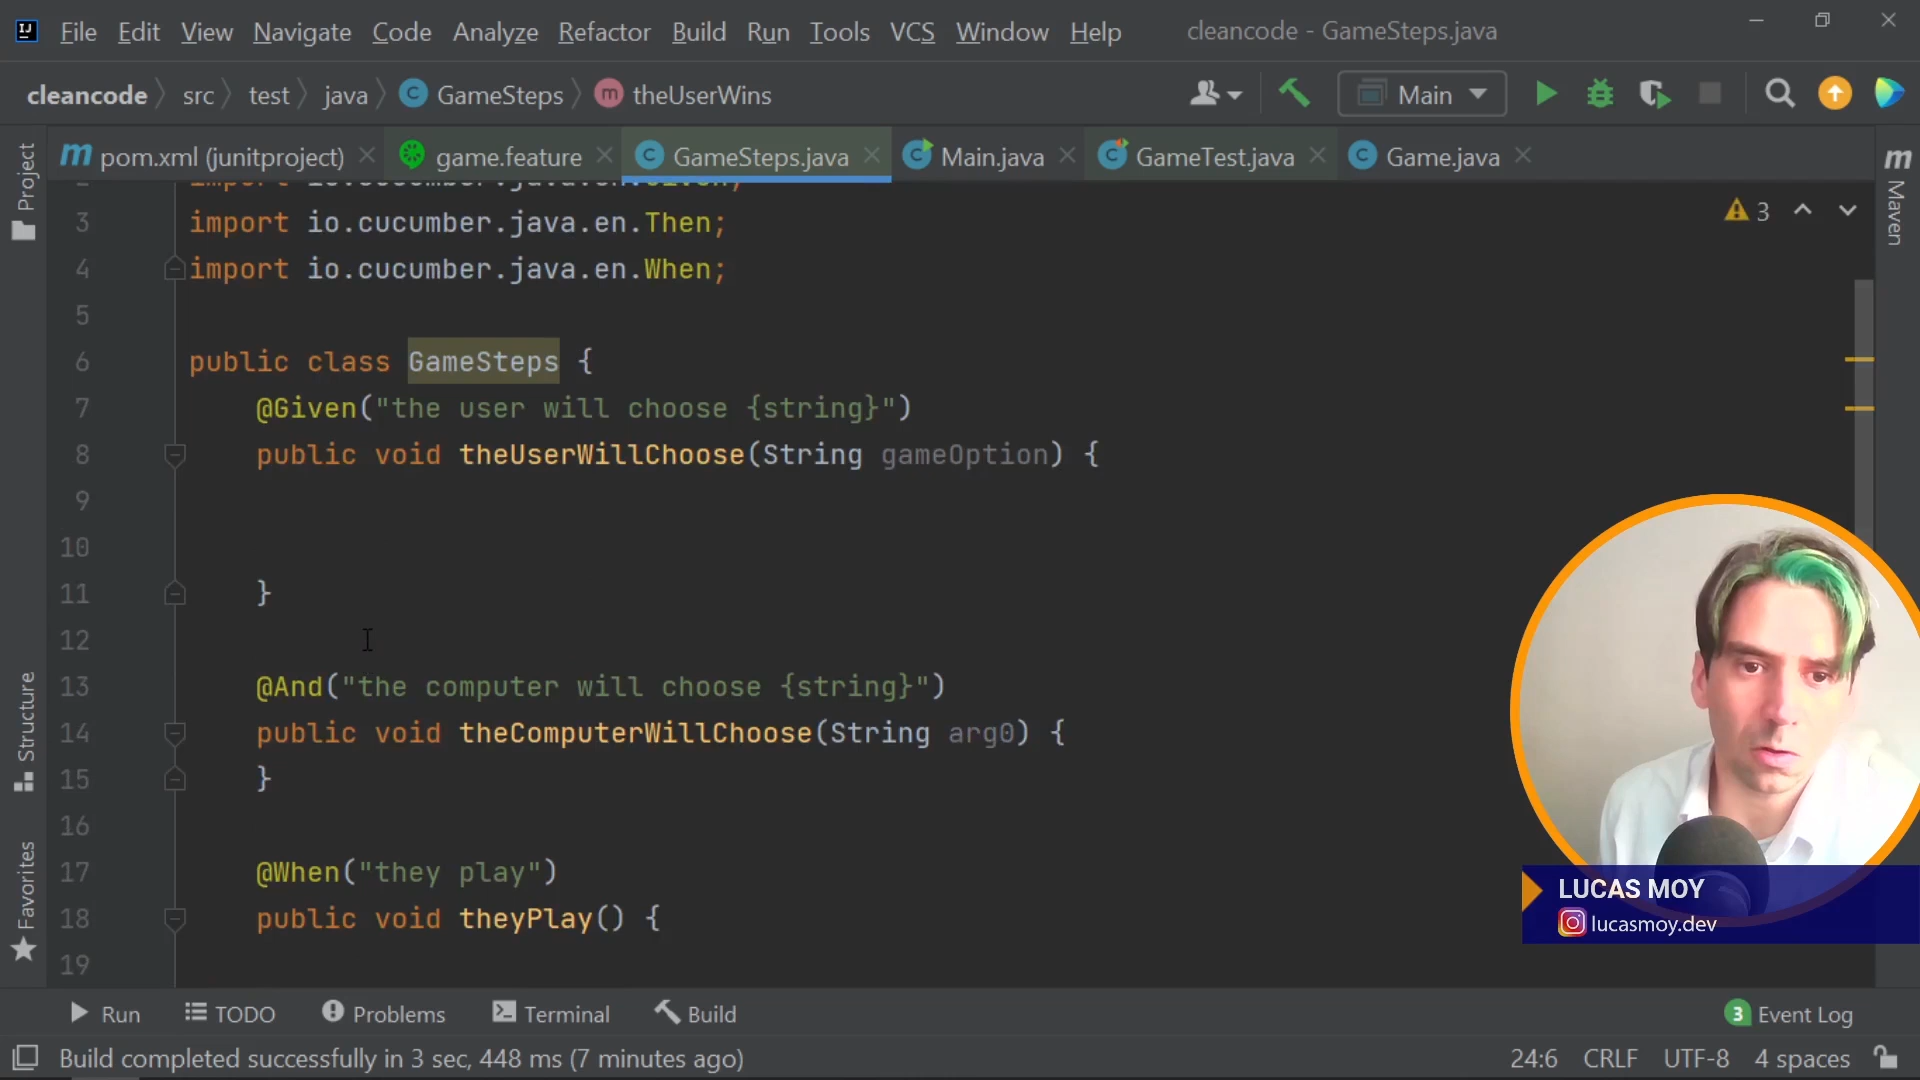 File Edit View Navigate Code Analyze Refactor Build Run Tools VCS Window Help cleancode - GameSteps.java
cleancode src test java GameSteps theUserWins Main
pom.xml (junitproject) game.feature GameSteps.java Main.java GameTest.java Game.java
Project
Maven
3
3 import io.cucumber.java.en.Then;
4 import io.cucumber.java.en.When;
5
6 public class GameSteps {
7 @Given("the user will choose {string}")
8 public void theUserWillChoose(String gameOption) {
9
10
11 }
12
13 @And("the computer will choose {string}")
14 public void theComputerWillChoose(String arg0) {
15 }
16
17 @When("they play")
18 public void theyPlay() {
19
Structure
Favorites
LUCAS MOY
lucasmoy.dev
Run TODO Problems Terminal Build 3 Event Log
Build completed successfully in 3 sec, 448 ms (7 minutes ago) 24:6 CRLF UTF-8 4 spaces